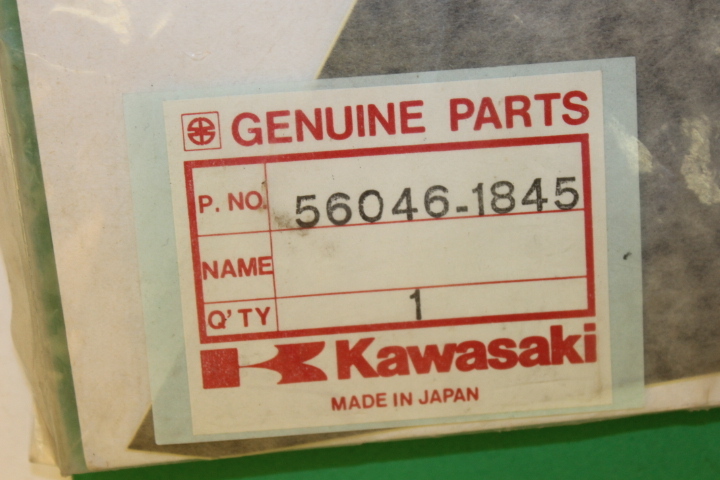 GENUINE PARTS
P. NO. 56046-1845
NAME
Q'TY 1
Kawasaki
MADE IN JAPAN